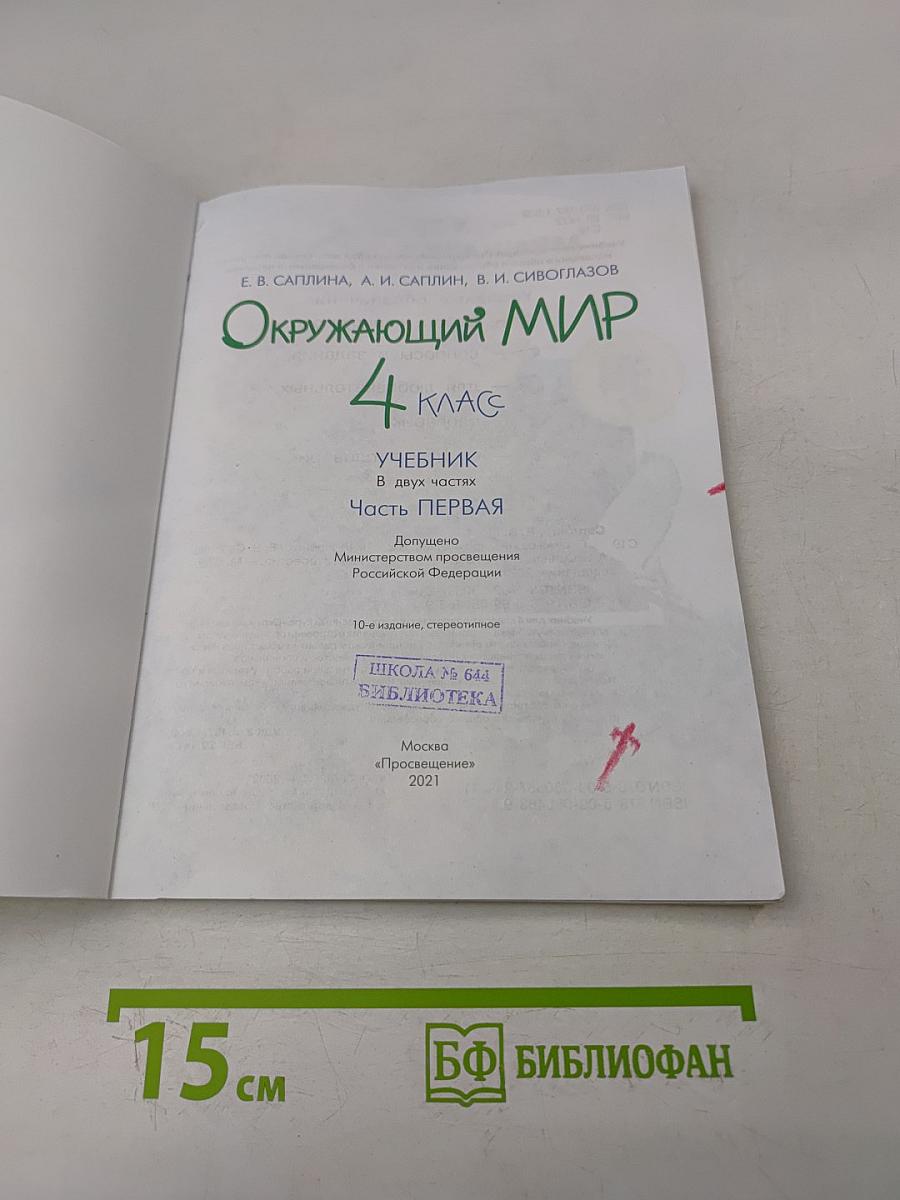 Е. В. САПЛИНА, А. И. САПЛИН, В. И. СИВОГЛАЗОВ
ОКРУЖАЮЩИЙ МИР
4 КЛАСС
УЧЕБНИК
В двух частях
Часть ПЕРВАЯ
Допущено
Министерством просвещения
Российской Федерации
10-е издание, стереотипное
ШКОЛА № 644
БИБЛИОТЕКА
Москва
«Просвещение»
2021
15 см
БФ БИБЛИОФАН